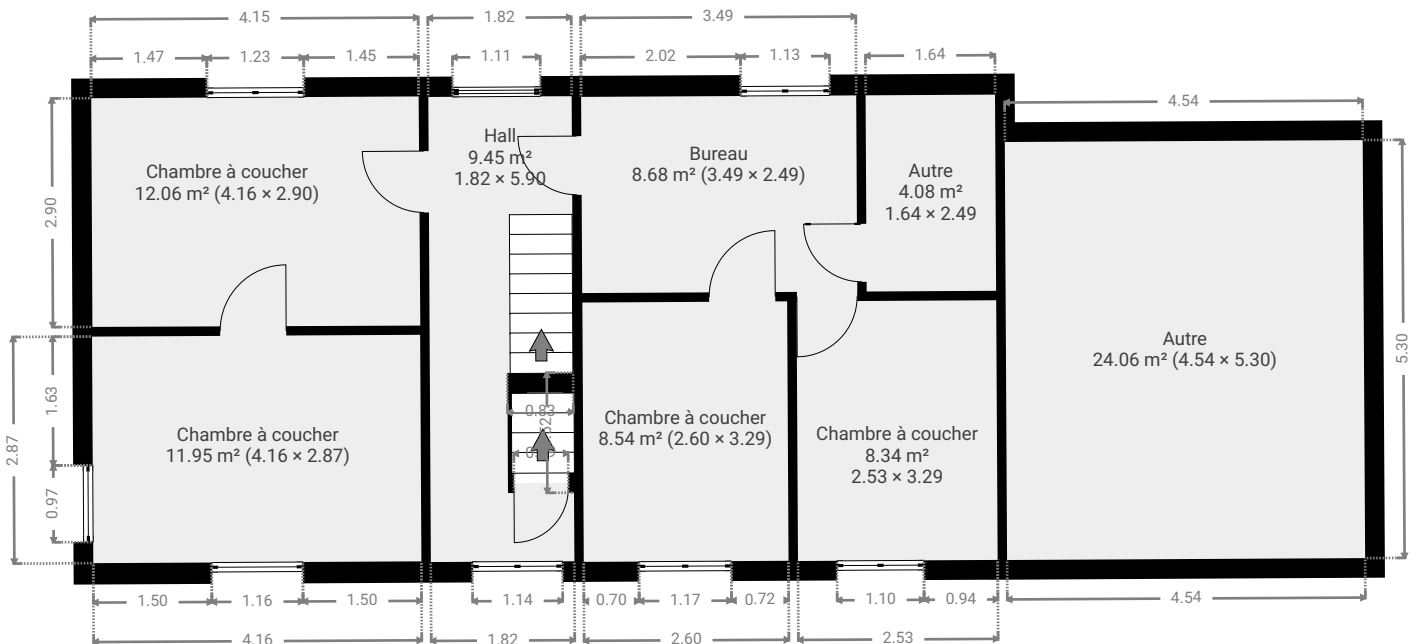 4.15
1.82
3.49
1.47
1.23
1.45
1.11
2.02
1.13
1.64
4.54
Chambre à coucher
12.06 m² (4.16 × 2.90)
Hall
9.45 m²
1.82 × 5.90
Bureau
8.68 m² (3.49 × 2.49)
Autre
4.08 m²
1.64 × 2.49
2.90
Autre
24.06 m² (4.54 × 5.30)
5.30
Chambre à coucher
11.95 m² (4.16 × 2.87)
0.83
Chambre à coucher
8.54 m² (2.60 × 3.29)
Chambre à coucher
8.34 m²
2.53 × 3.29
1.63
2.87
0.97
1.50
1.16
1.50
1.14
0.70
1.17
0.72
1.10
0.94
4.54
4.16
1.82
2.60
2.53